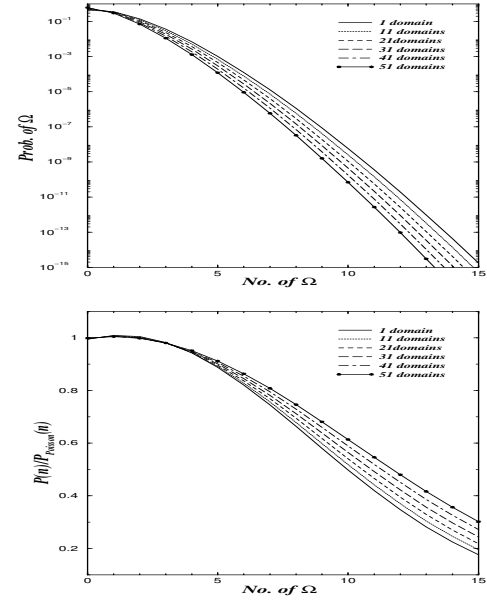 10⁻¹
10⁻³
10⁻⁵
10⁻⁷
10⁻⁹
10⁻¹¹
10⁻¹³
10⁻¹⁵
Prob. of Ω
1 domain
11 domains
21domains
31 domains
41 domains
51 domains
0 5 10 15
No. of Ω
1
0.8
0.6
0.4
0.2
P(n)/P_Poisson(n)
1 domain
11 domains
21domains
31 domains
41 domains
51 domains
0 5 10 15
No. of Ω